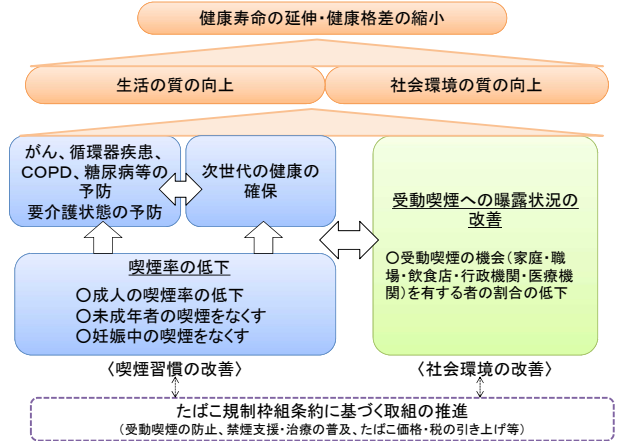 健康寿命の延伸・健康格差の縮小
生活の質の向上
社会環境の質の向上
がん、循環器疾患、
COPD、糖尿病等の
予防
要介護状態の予防
次世代の健康の
確保
受動喫煙への曝露状況の
改善
〇受動喫煙の機会(家庭・職
場・飲食店・行政機関・医療機
関)を有する者の割合の低下
喫煙率の低下
〇成人の喫煙率の低下
〇未成年者の喫煙をなくす
〇妊娠中の喫煙をなくす
〈喫煙習慣の改善〉
〈社会環境の改善〉
たばこ規制枠組条約に基づく取組の推進
(受動喫煙の防止、禁煙支援・治療の普及、たばこ価格・税の引き上げ等)